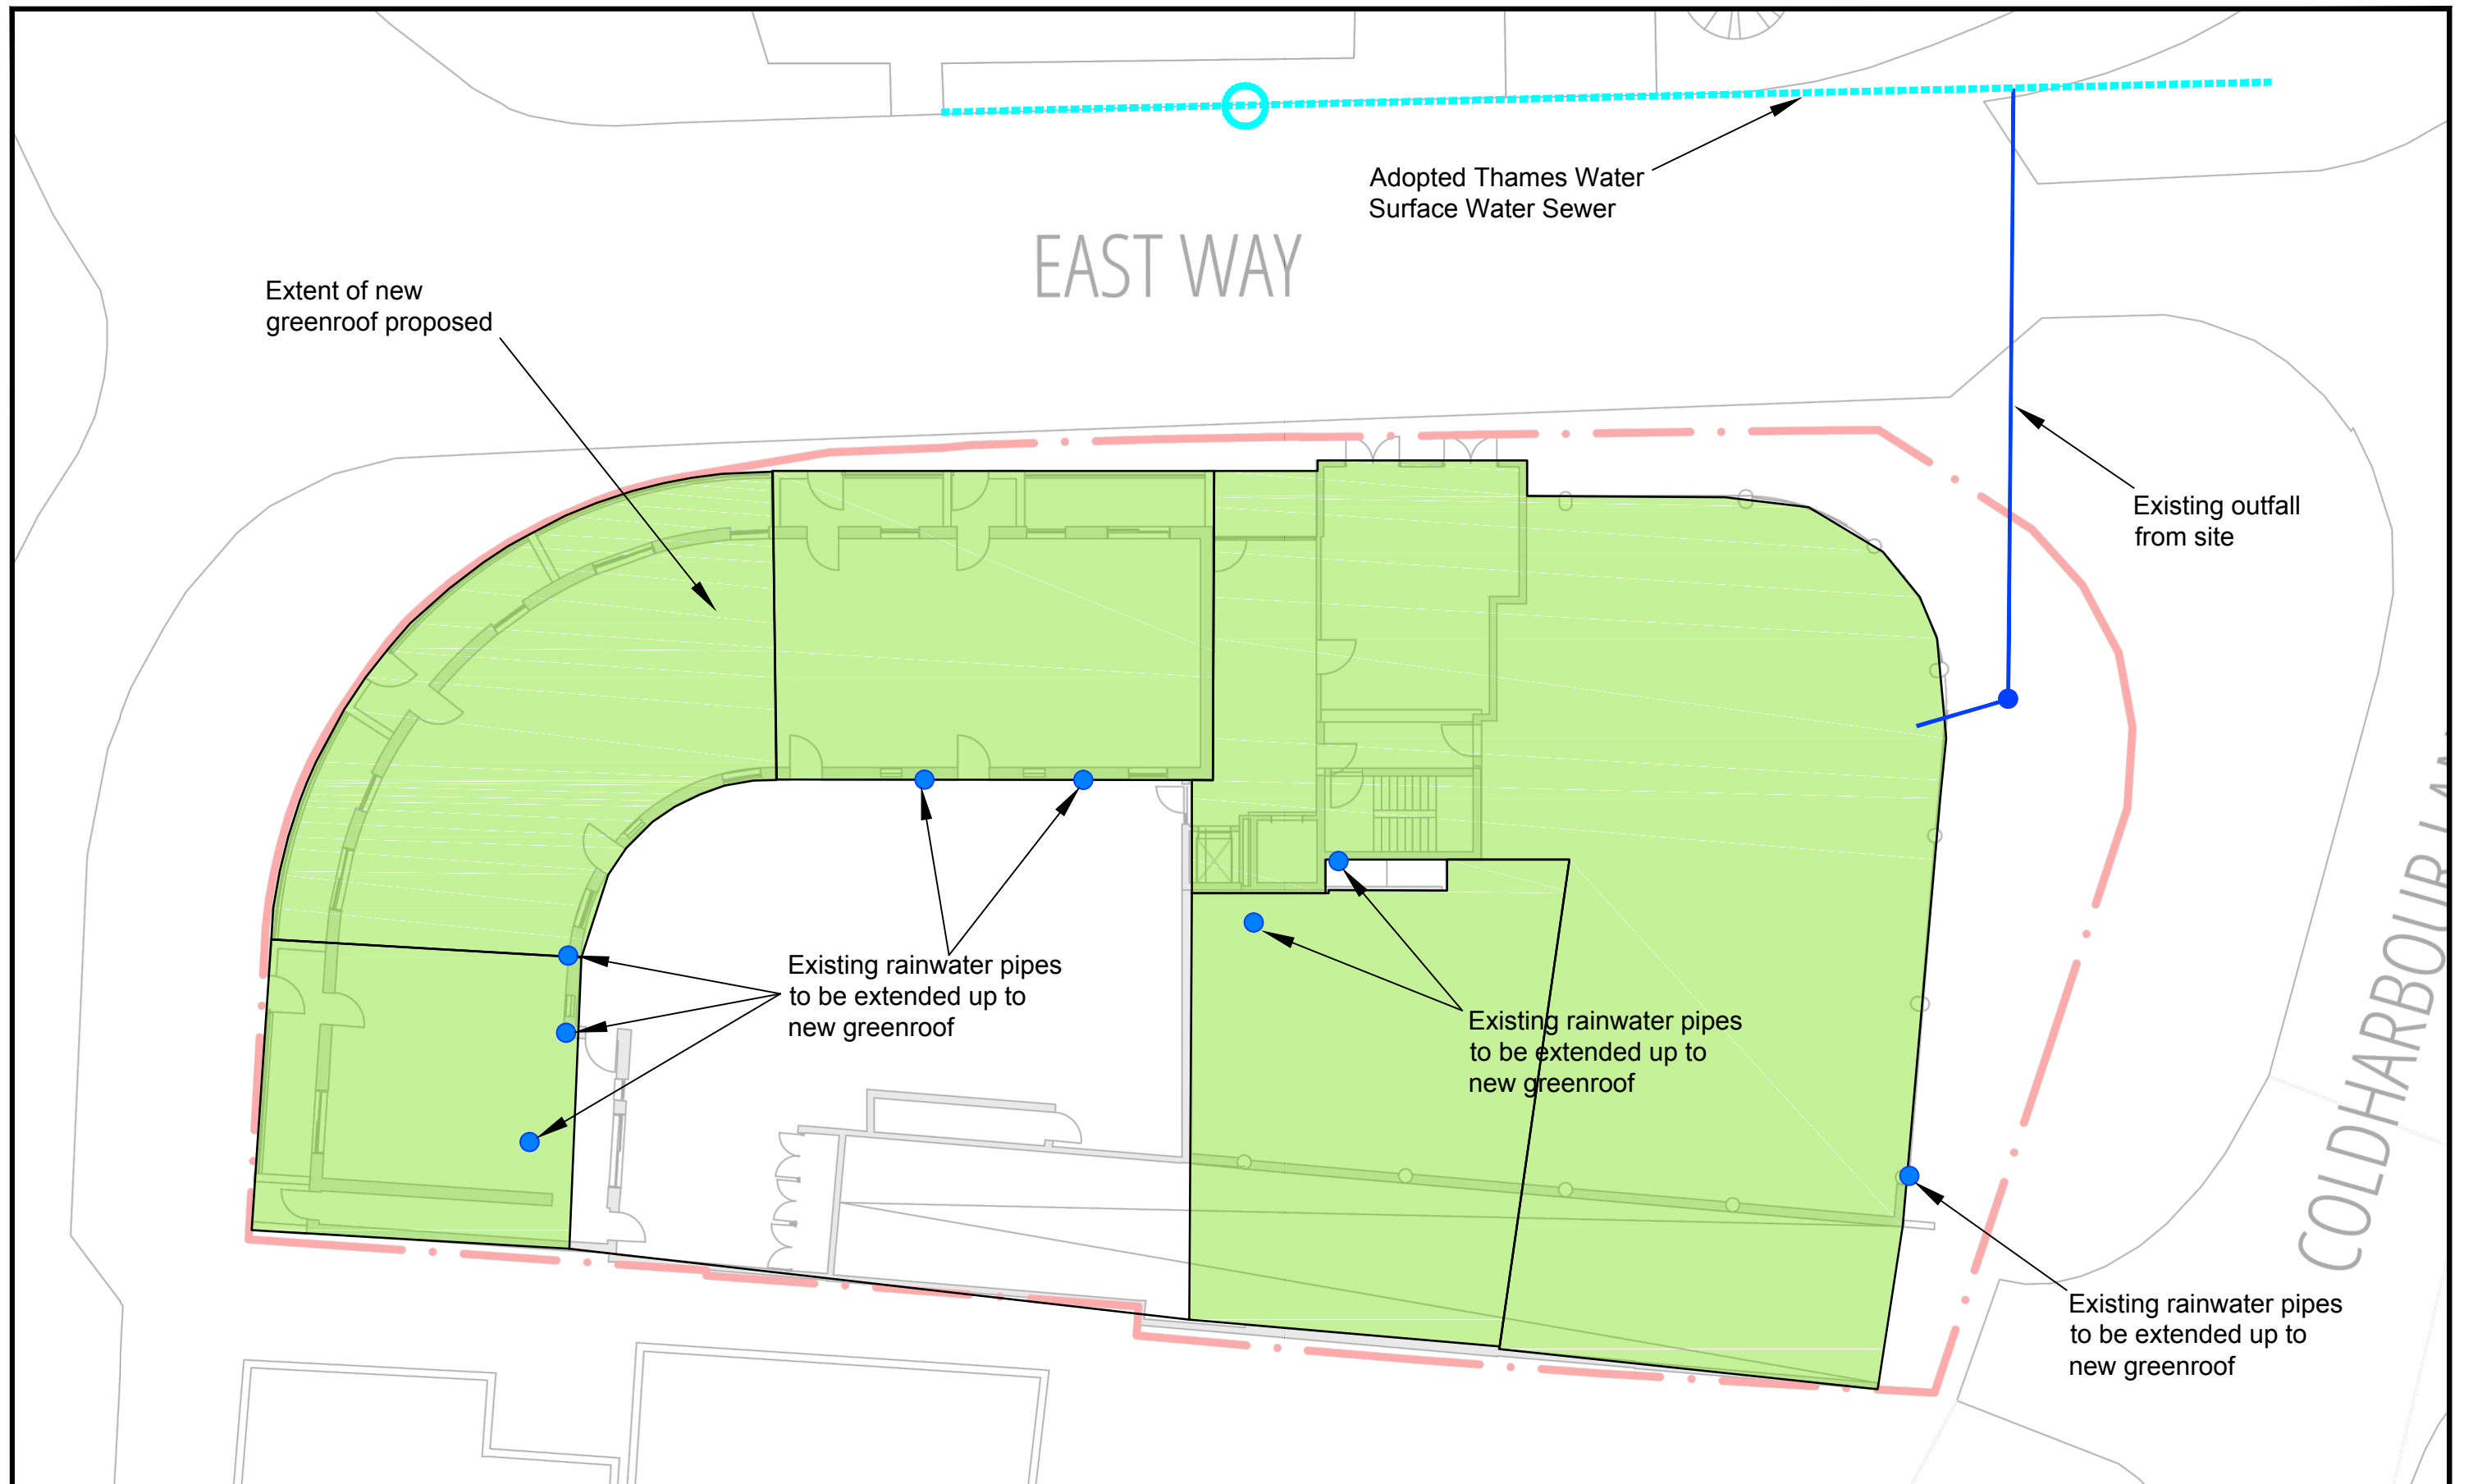 Adopted Thames Water
Surface Water Sewer
EAST WAY
Extent of new
greenroof proposed
Existing outfall
from site
Existing rainwater pipes
to be extended up to
new greenroof
Existing rainwater pipes
to be extended up to
new greenroof
COLDHARBOUR
Existing rainwater pipes
to be extended up to
new greenroof